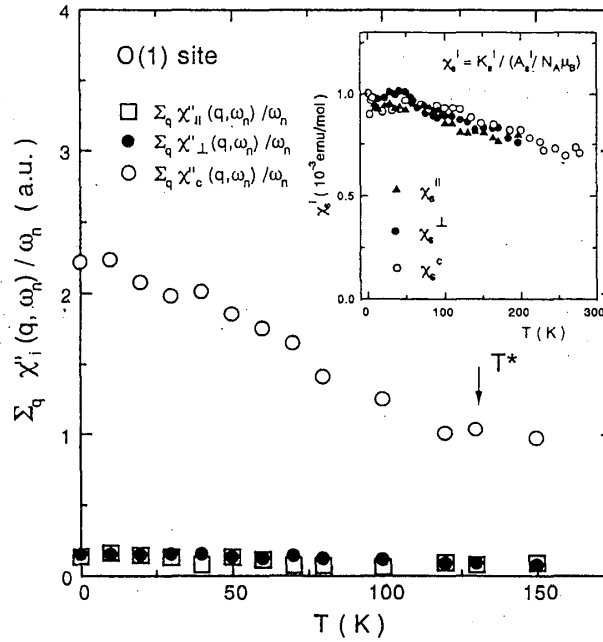 4
3
2
1
0
0
50
100
150
T ( K )
Σq χ"i (q, ωn) / ωn ( a.u. )
O(1) site
Σq χ"|| (q,ωn) /ωn
Σq χ"⊥ (q,ωn) /ωn
Σq χ"c (q,ωn) /ωn
T*
χs^i = Ks^i / (As^i / NAμB)
1.0
0.5
0.0
0
100
200
300
T ( K )
χs^i ( 10^-3 emu/mol )
χs^||
χs^⊥
χs^c